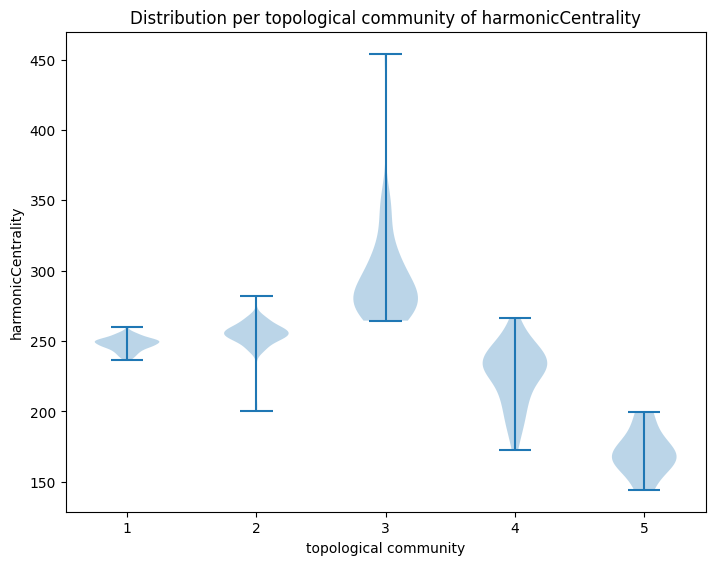 Distribution per topological community of harmonicCentrality
harmonicCentrality
450
400
350
300
250
200
150
1 2 3 4 5
topological community